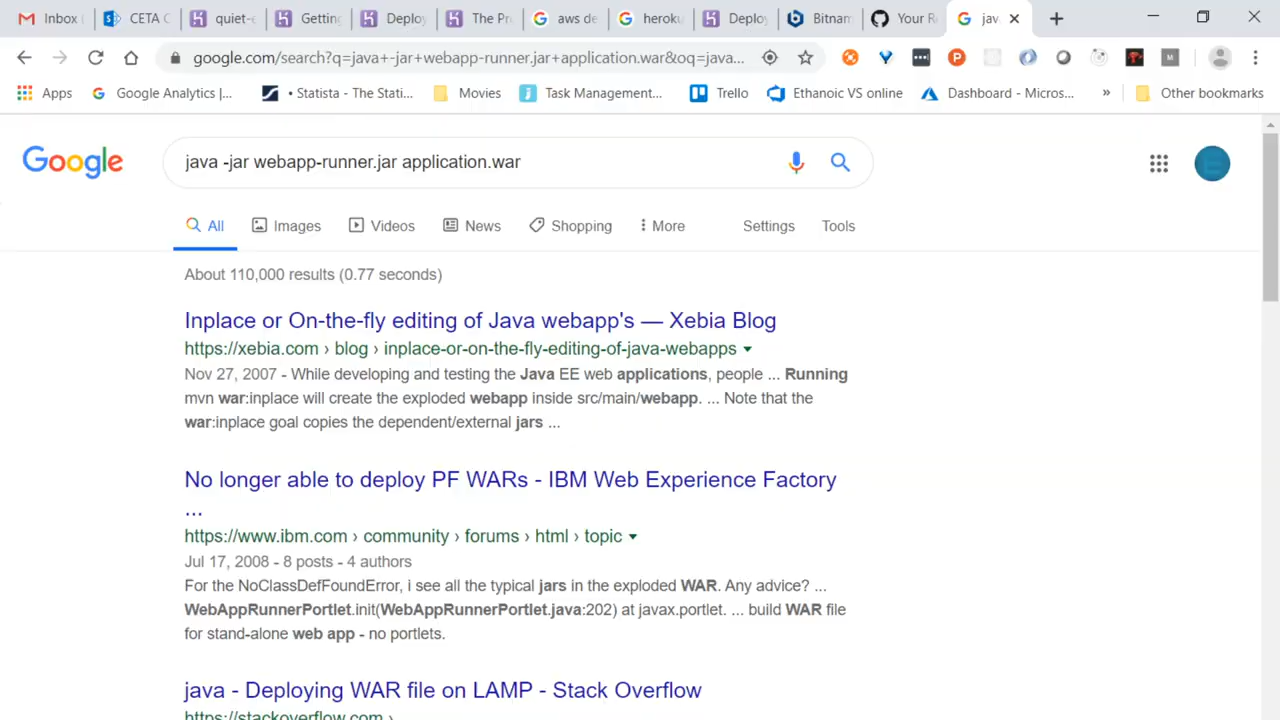 Inbox
CETA C
quiet-e
Getting
Deploy
The Pr
aws de
heroku
Deploy
Bitnam
Your Re
java
google.com/search?q=java+-jar+webapp-runner.jar+application.war&oq=java...
Apps
Google Analytics |...
• Statista - The Stati...
Movies
Task Management...
Trello
Ethanoic VS online
Dashboard - Micros...
»
Other bookmarks
Google
java -jar webapp-runner.jar application.war
E
All
Images
Videos
News
Shopping
More
Settings
Tools
About 110,000 results (0.77 seconds)
Inplace or On-the-fly editing of Java webapp's — Xebia Blog
https://xebia.com › blog › inplace-or-on-the-fly-editing-of-java-webapps
Nov 27, 2007 - While developing and testing the Java EE web applications, people ... Running
mvn war:inplace will create the exploded webapp inside src/main/webapp. ... Note that the
war:inplace goal copies the dependent/external jars ...
No longer able to deploy PF WARs - IBM Web Experience Factory
...
https://www.ibm.com › community › forums › html › topic
Jul 17, 2008 - 8 posts - 4 authors
For the NoClassDefFoundError, i see all the typical jars in the exploded WAR. Any advice? ...
WebAppRunnerPortlet.init(WebAppRunnerPortlet.java:202) at javax.portlet. ... build WAR file
for stand-alone web app - no portlets.
java - Deploying WAR file on LAMP - Stack Overflow
https://stackoverflow.com ›